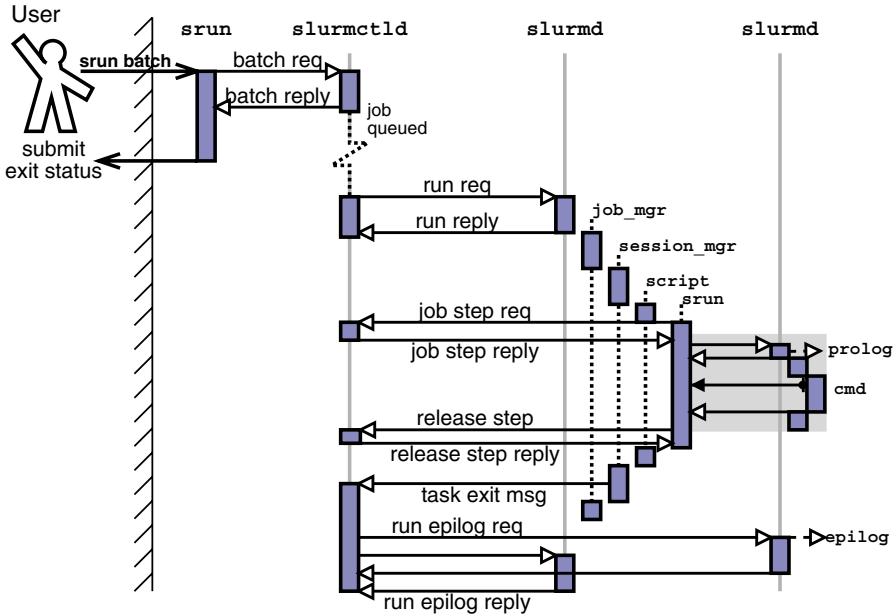 User
srun
slurmctld
slurmd
slurmd
srun batch
batch req
batch reply
job
queued
submit
exit status
run req
run reply
job_mgr
session_mgr
script
srun
job step req
job step reply
prolog
cmd
release step
release step reply
task exit msg
run epilog req
epilog
run epilog reply